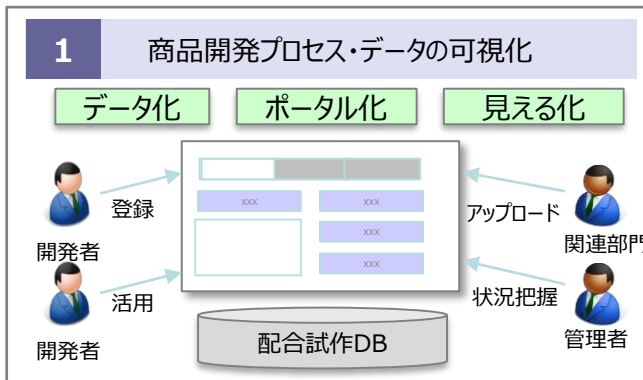 1 商品開発プロセス・データの可視化
データ化 ポータル化 見える化
登録
アップロード
開発者
関連部門
xxx xxx
xxx
xxx
活用
状況把握
開発者
管理者
配合試作DB